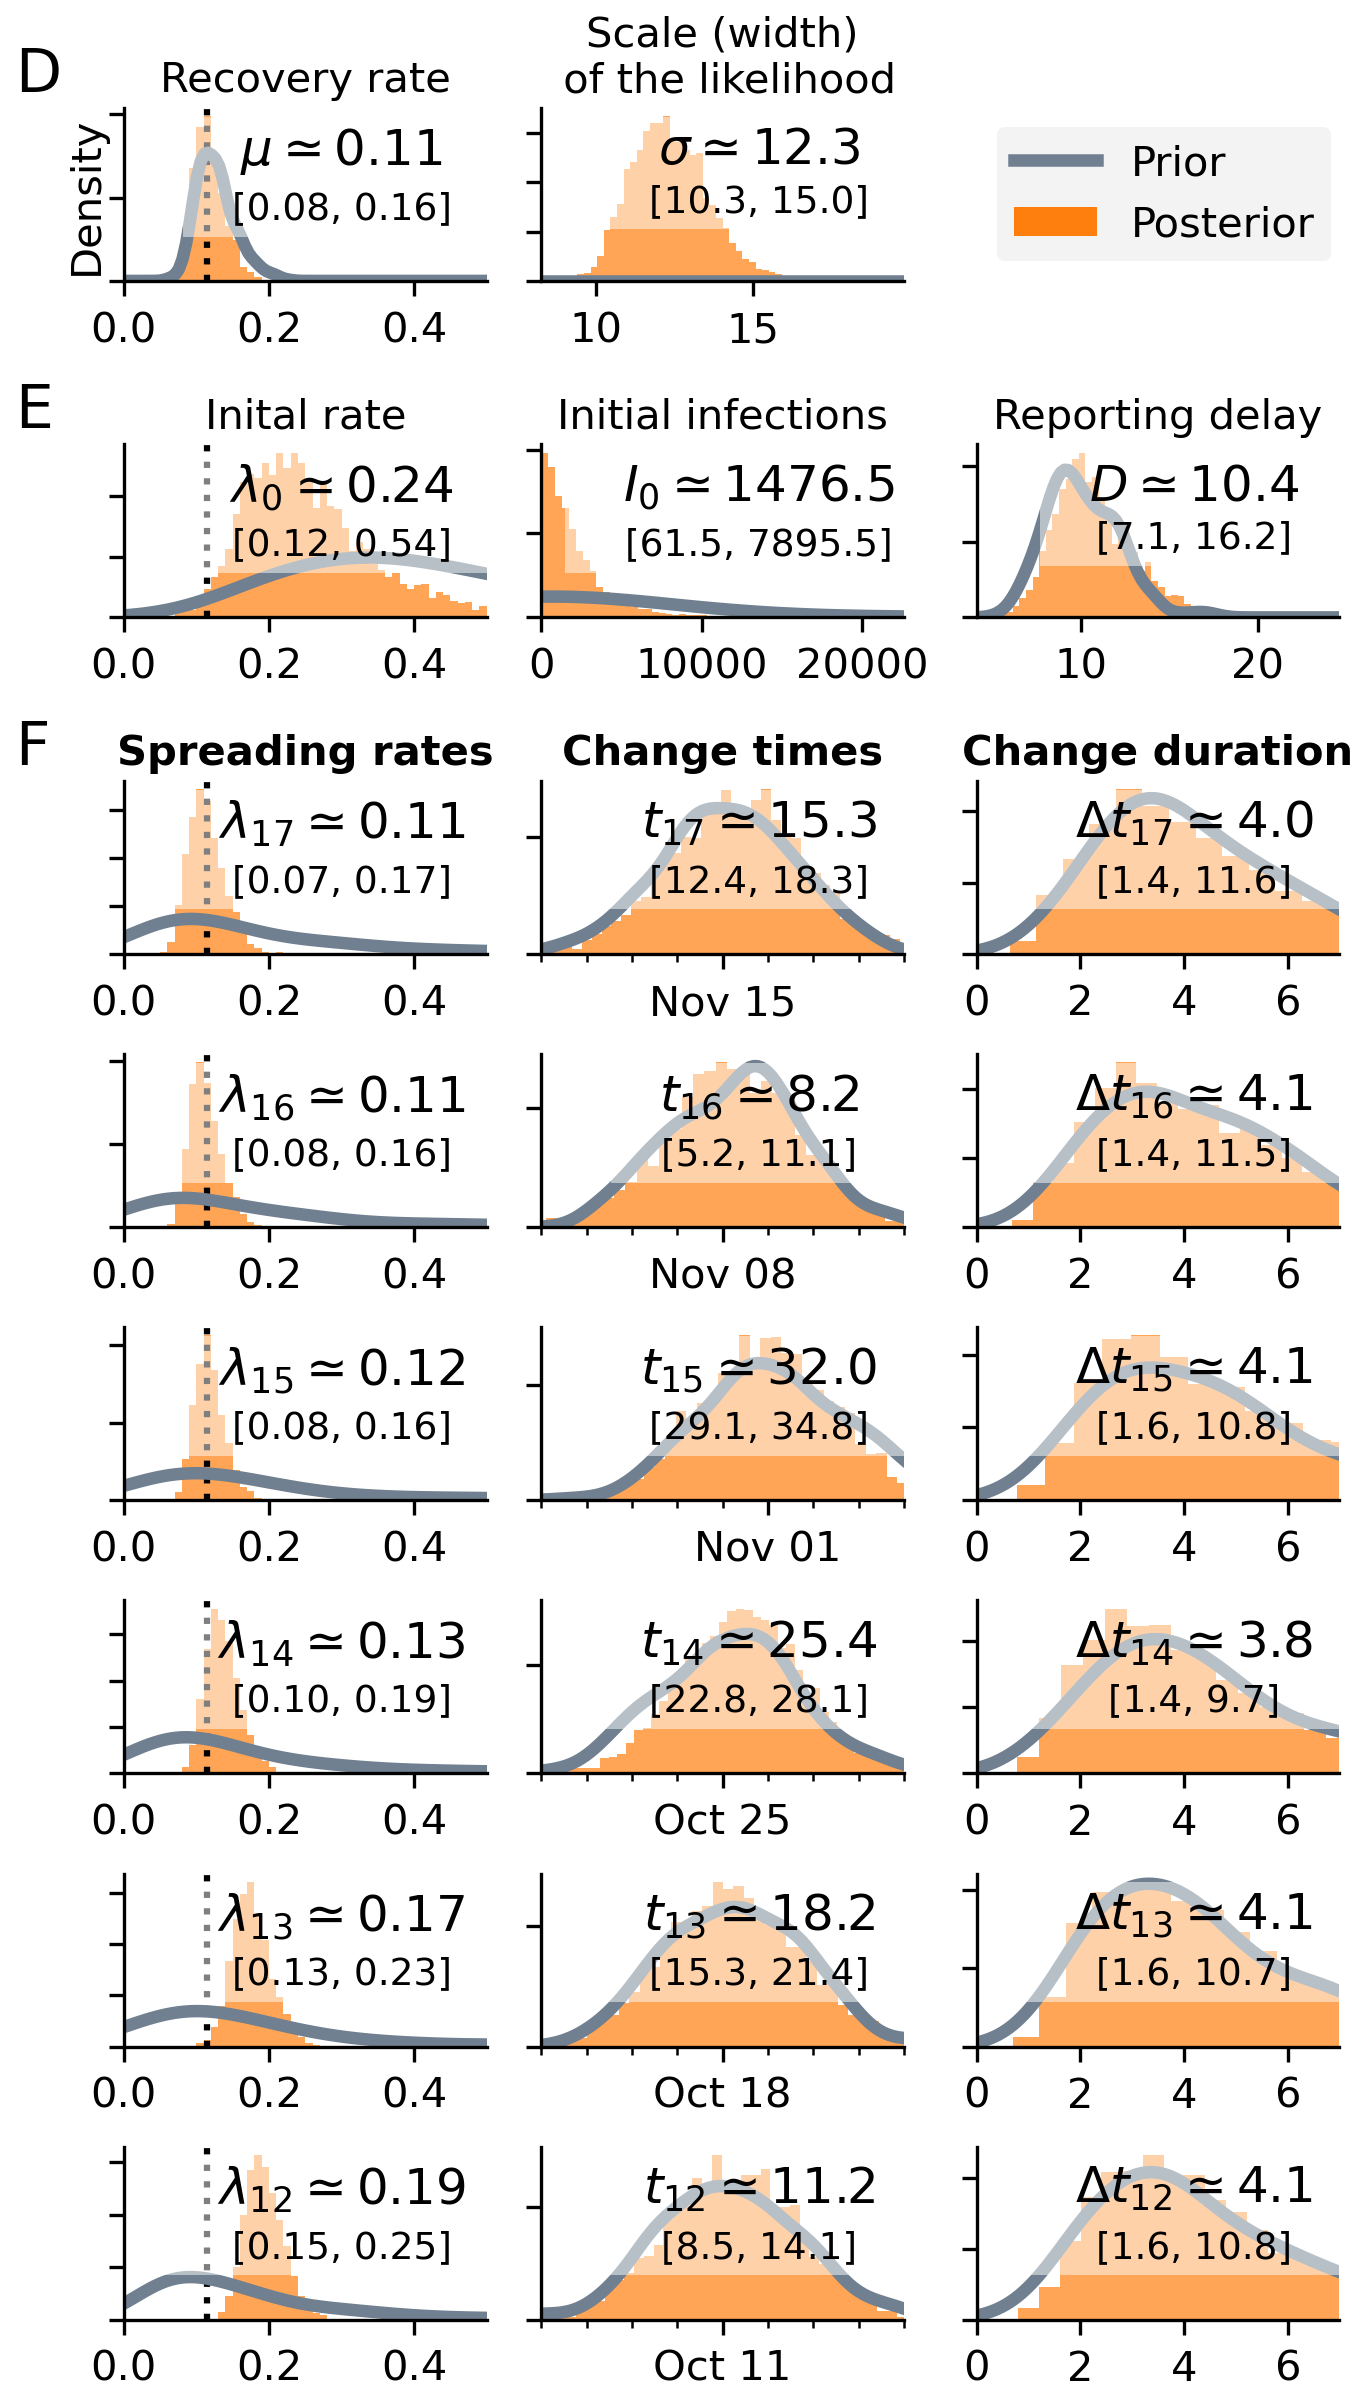 D
Recovery rate
Scale (width)
of the likelihood
Density
μ ≃ 0.11
[0.08, 0.16]
0.0 0.2 0.4
σ ≃ 12.3
[10.3, 15.0]
10 15
Prior
Posterior
E
Inital rate
λ0 ≃ 0.24
[0.12, 0.54]
0.0 0.2 0.4
Initial infections
I0 ≃ 1476.5
[61.5, 7895.5]
0 10000 20000
Reporting delay
D ≃ 10.4
[7.1, 16.2]
10 20
F
Spreading rates
Change times
Change duration
λ17 ≃ 0.11
[0.07, 0.17]
0.0 0.2 0.4
t17 ≃ 15.3
[12.4, 18.3]
Nov 15
Δt17 ≃ 4.0
[1.4, 11.6]
0 2 4 6
λ16 ≃ 0.11
[0.08, 0.16]
0.0 0.2 0.4
t16 ≃ 8.2
[5.2, 11.1]
Nov 08
Δt16 ≃ 4.1
[1.4, 11.5]
0 2 4 6
λ15 ≃ 0.12
[0.08, 0.16]
0.0 0.2 0.4
t15 ≃ 32.0
[29.1, 34.8]
Nov 01
Δt15 ≃ 4.1
[1.6, 10.8]
0 2 4 6
λ14 ≃ 0.13
[0.10, 0.19]
0.0 0.2 0.4
t14 ≃ 25.4
[22.8, 28.1]
Oct 25
Δt14 ≃ 3.8
[1.4, 9.7]
0 2 4 6
λ13 ≃ 0.17
[0.13, 0.23]
0.0 0.2 0.4
t13 ≃ 18.2
[15.3, 21.4]
Oct 18
Δt13 ≃ 4.1
[1.6, 10.7]
0 2 4 6
λ12 ≃ 0.19
[0.15, 0.25]
0.0 0.2 0.4
t12 ≃ 11.2
[8.5, 14.1]
Oct 11
Δt12 ≃ 4.1
[1.6, 10.8]
0 2 4 6